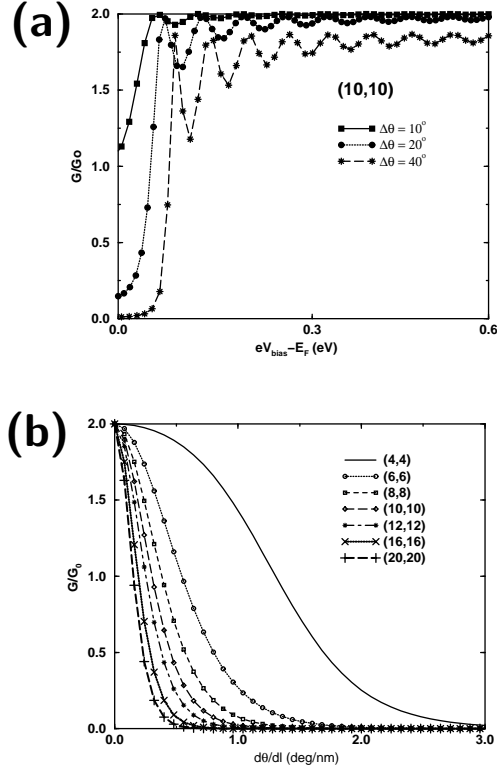 (a)
2.0
1.5
1.0
0.5
0.0
G/Go
(10,10)
Δθ = 10°
Δθ = 20°
Δθ = 40°
0.0
0.3
0.6
eVbias–EF (eV)
(b)
2.0
1.5
1.0
0.5
0.0
G/G0
(4,4)
(6,6)
(8,8)
(10,10)
(12,12)
(16,16)
(20,20)
0.0
1.0
2.0
3.0
dθ/dl (deg/nm)